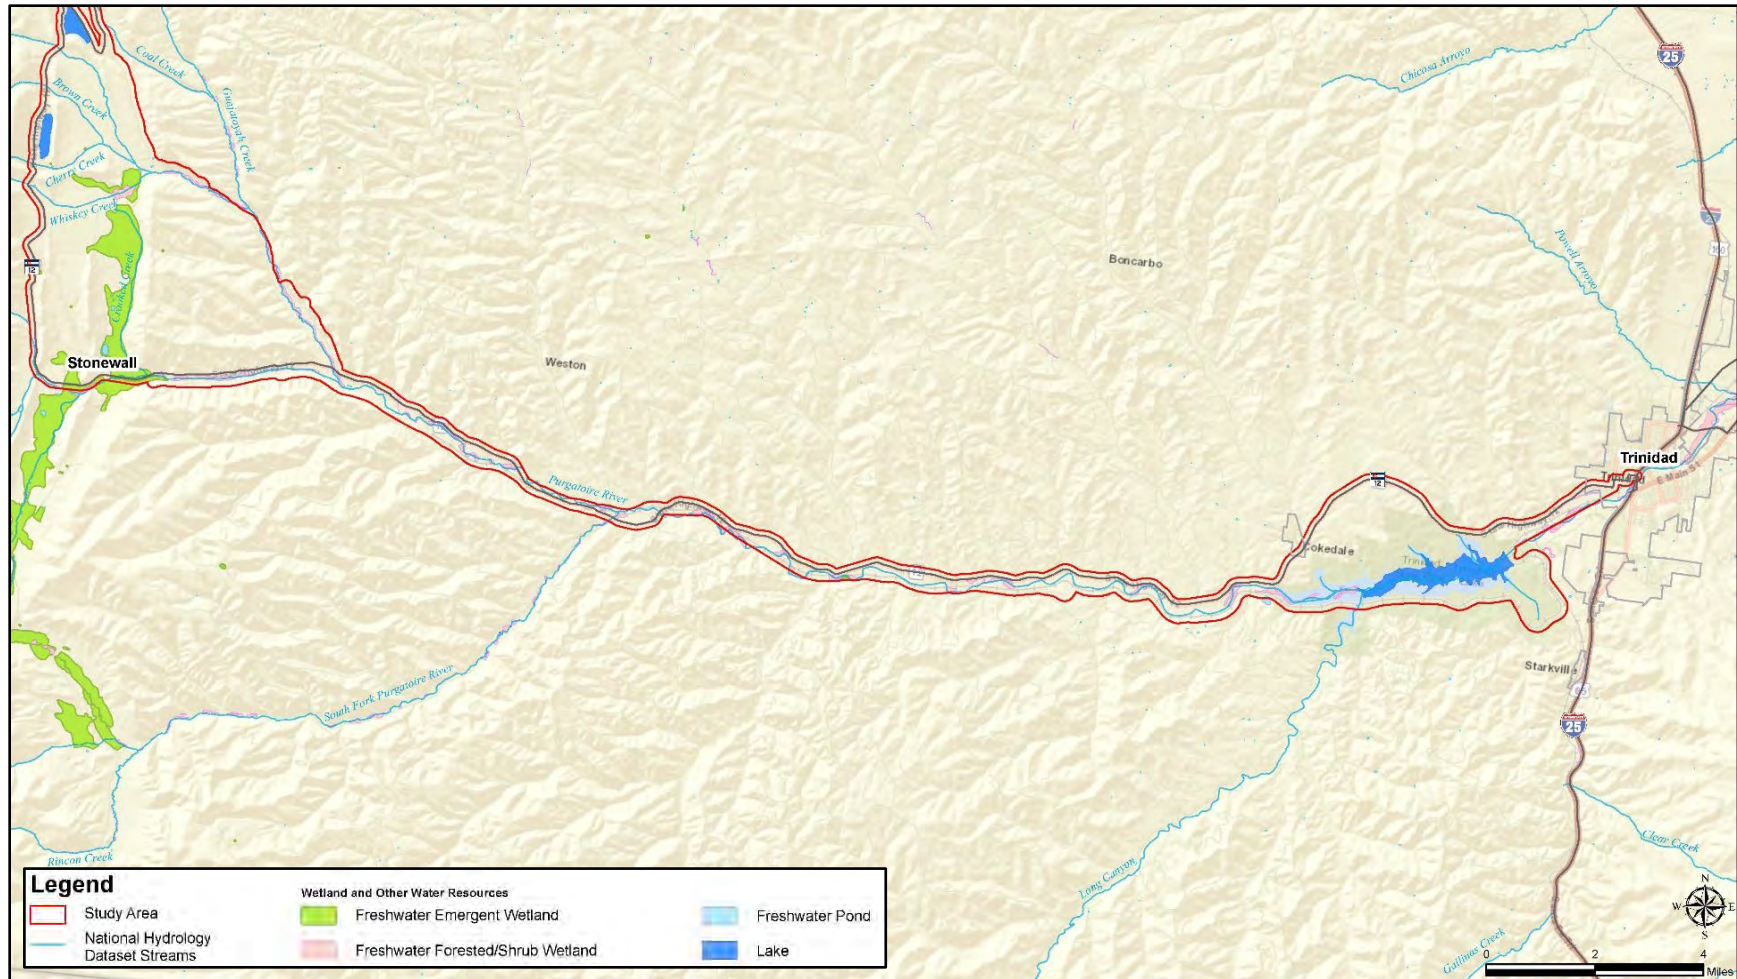 Coal Creek
Guajatoyah Creek
Brown Creek
Cherry Creek
Whiskey Creek
Crooked Creek
12
Stonewall
Weston
Boncarbo
Chicosa Arroyo
25
Powell Arroyo
160
Purgatoire River
12
12
Cokedale
Trinidad
E Main St
South Fork Purgatoire River
Starkville
25
Rincon Creek
Long Canyon
Clear Creek
Gallinas Creek
Legend
Study Area
National Hydrology
Dataset Streams
Wetland and Other Water Resources
Freshwater Emergent Wetland
Freshwater Forested/Shrub Wetland
Freshwater Pond
Lake
N
W E
S
0 2 4
Miles